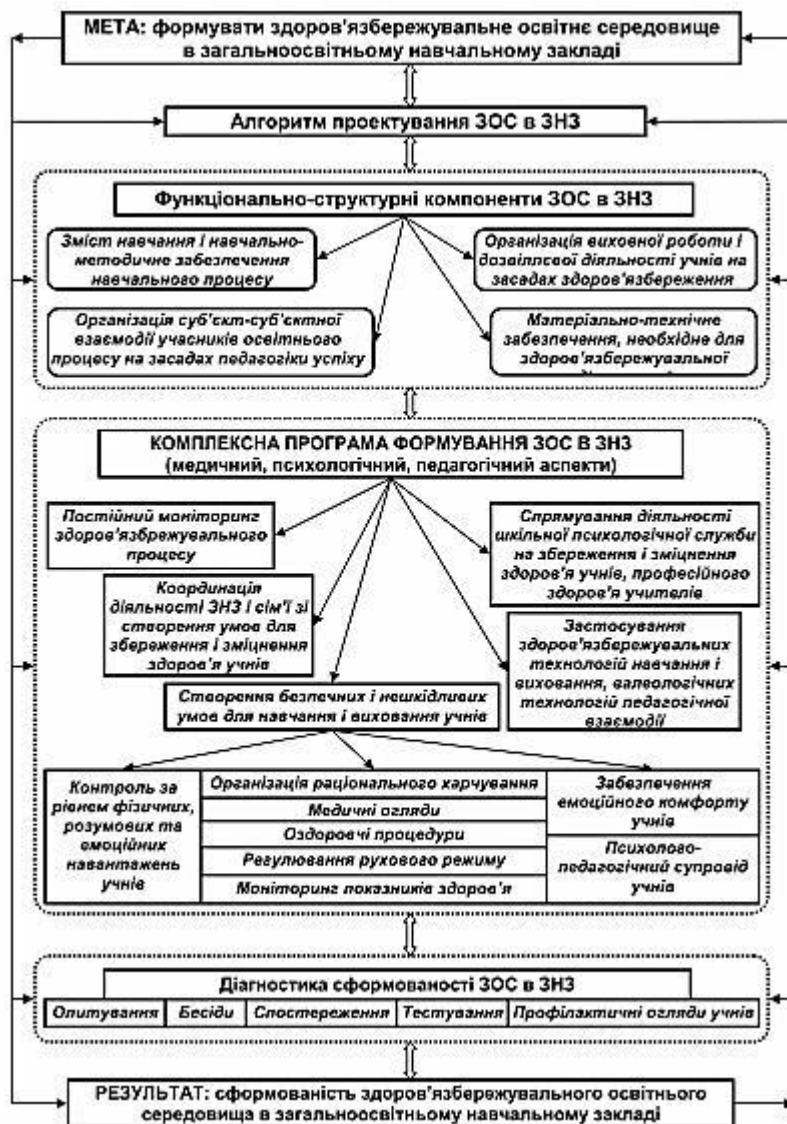 МЕТА: формувати здоров'язбережувальне освітнє середовище
в загальноосвітньому навчальному закладі
Алгоритм проектування ЗОС в ЗНЗ
Функціонально-структурні компоненти ЗОС в ЗНЗ
Зміст навчання і навчально-
методичне забезпечення
навчального процесу
Організація виховної роботи і
дозвіллєвої діяльності учнів на
засадах здоров'язбереження
Організація суб'єкт-суб'єктної
взаємодії учасників освітнього
процесу на засадах педагогіки успіху
Матеріально-технічне
забезпечення, необхідне для
здоров'язбережувальної
КОМПЛЕКСНА ПРОГРАМА ФОРМУВАННЯ ЗОС В ЗНЗ
(медичний, психологічний, педагогічний аспекти)
Постійний моніторинг
здоров'язбрежувального
процесу
Спрямування діяльності
шкільної психологічної служби
на збереження і зміцнення
здоров'я учнів, професійного
здоров'я учителів
Координація
діяльності ЗНЗ і сім'ї зі
створення умов для
збереження і зміцнення
здоров'я учнів
Застосування
здоров'язбережувальних
технологій навчання і
виховання, валеологічних
технологій педагогічної
взаємодії
Створення безпечних і нешкідливих
умов для навчання і виховання учнів
Контроль за
рівнем фізичних,
розумових та
емоційних
навантажень
учнів
Організація раціонального харчування
Медичні огляди
Оздоровчі процедури
Регулювання рухового режиму
Моніторинг показників здоров'я
Забезпечення
емоційного комфорту
учнів
Психолого-
педагогічний супровід
учнів
Діагностика сформованості ЗОС в ЗНЗ
Опитування Бесіди Спостереження Тестування Профілактичні огляди учнів
РЕЗУЛЬТАТ: сформованість здоров'язбережувального освітнього
середовища в загальноосвітньому навчальному закладі